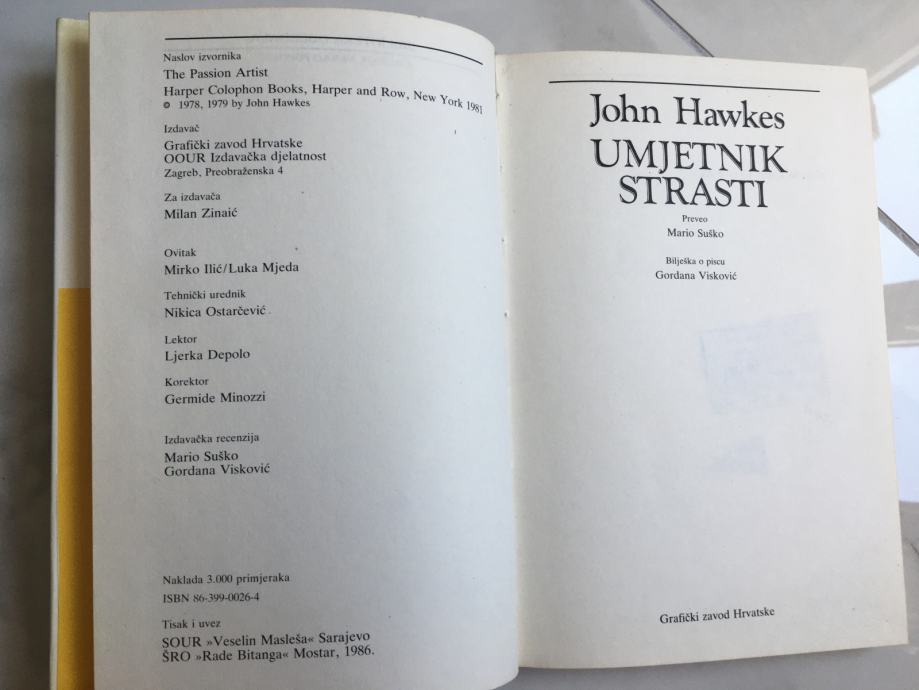 Naslov izvornika
The Passion Artist
Harper Colophon Books, Harper and Row, New York 1981
© 1978, 1979 by John Hawkes
Izdavač
Grafički zavod Hrvatske
OOUR Izdavačka djelatnost
Zagreb, Preobraženska 4
Za izdavača
Milan Zinaić
Ovitak
Mirko Ilić/Luka Mjeda
Tehnički urednik
Nikica Ostarčević
Lektor
Ljerka Depolo
Korektor
Germide Minozzi
Izdavačka recenzija
Mario Suško
Gordana Visković
Naklada 3.000 primjeraka
ISBN 86-399-0026-4
Tisak i uvez
SOUR »Veselin Masleša« Sarajevo
ŠRO »Rade Bitanga« Mostar, 1986.
John Hawkes
UMJETNIK
STRASTI
Preveo
Mario Suško
Bilješka o piscu
Gordana Visković
Grafički zavod Hrvatske